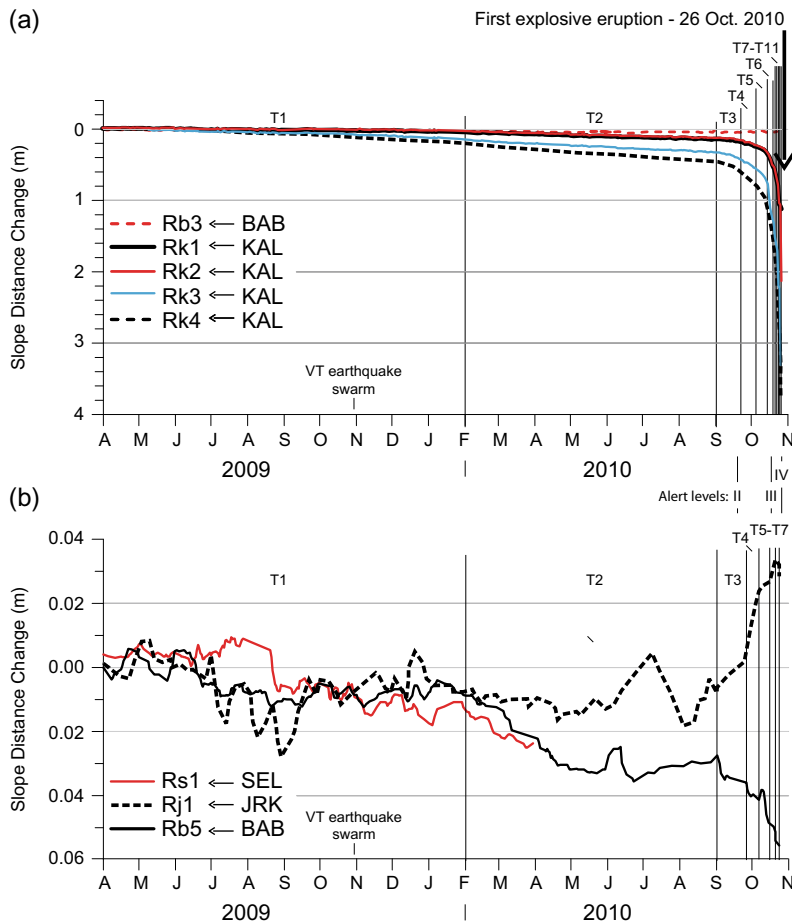 (a)
First explosive eruption - 26 Oct. 2010
T7-T11
T6
T5
T4
T1 T2 T3
0
1
2
3
4
Slope Distance Change (m)
Rb3 ← BAB
Rk1 ← KAL
Rk2 ← KAL
Rk3 ← KAL
Rk4 ← KAL
VT earthquake
swarm
A M J J A S O N D J F M A M J J A S O N
2009 2010
Alert levels: II III IV
(b)
T5-T7
T4
T1 T2 T3
0.04
0.02
0.00
0.02
0.04
0.06
Slope Distance Change (m)
Rs1 ← SEL
Rj1 ← JRK
Rb5 ← BAB
VT earthquake
swarm
A M J J A S O N D J F M A M J J A S O N
2009 2010